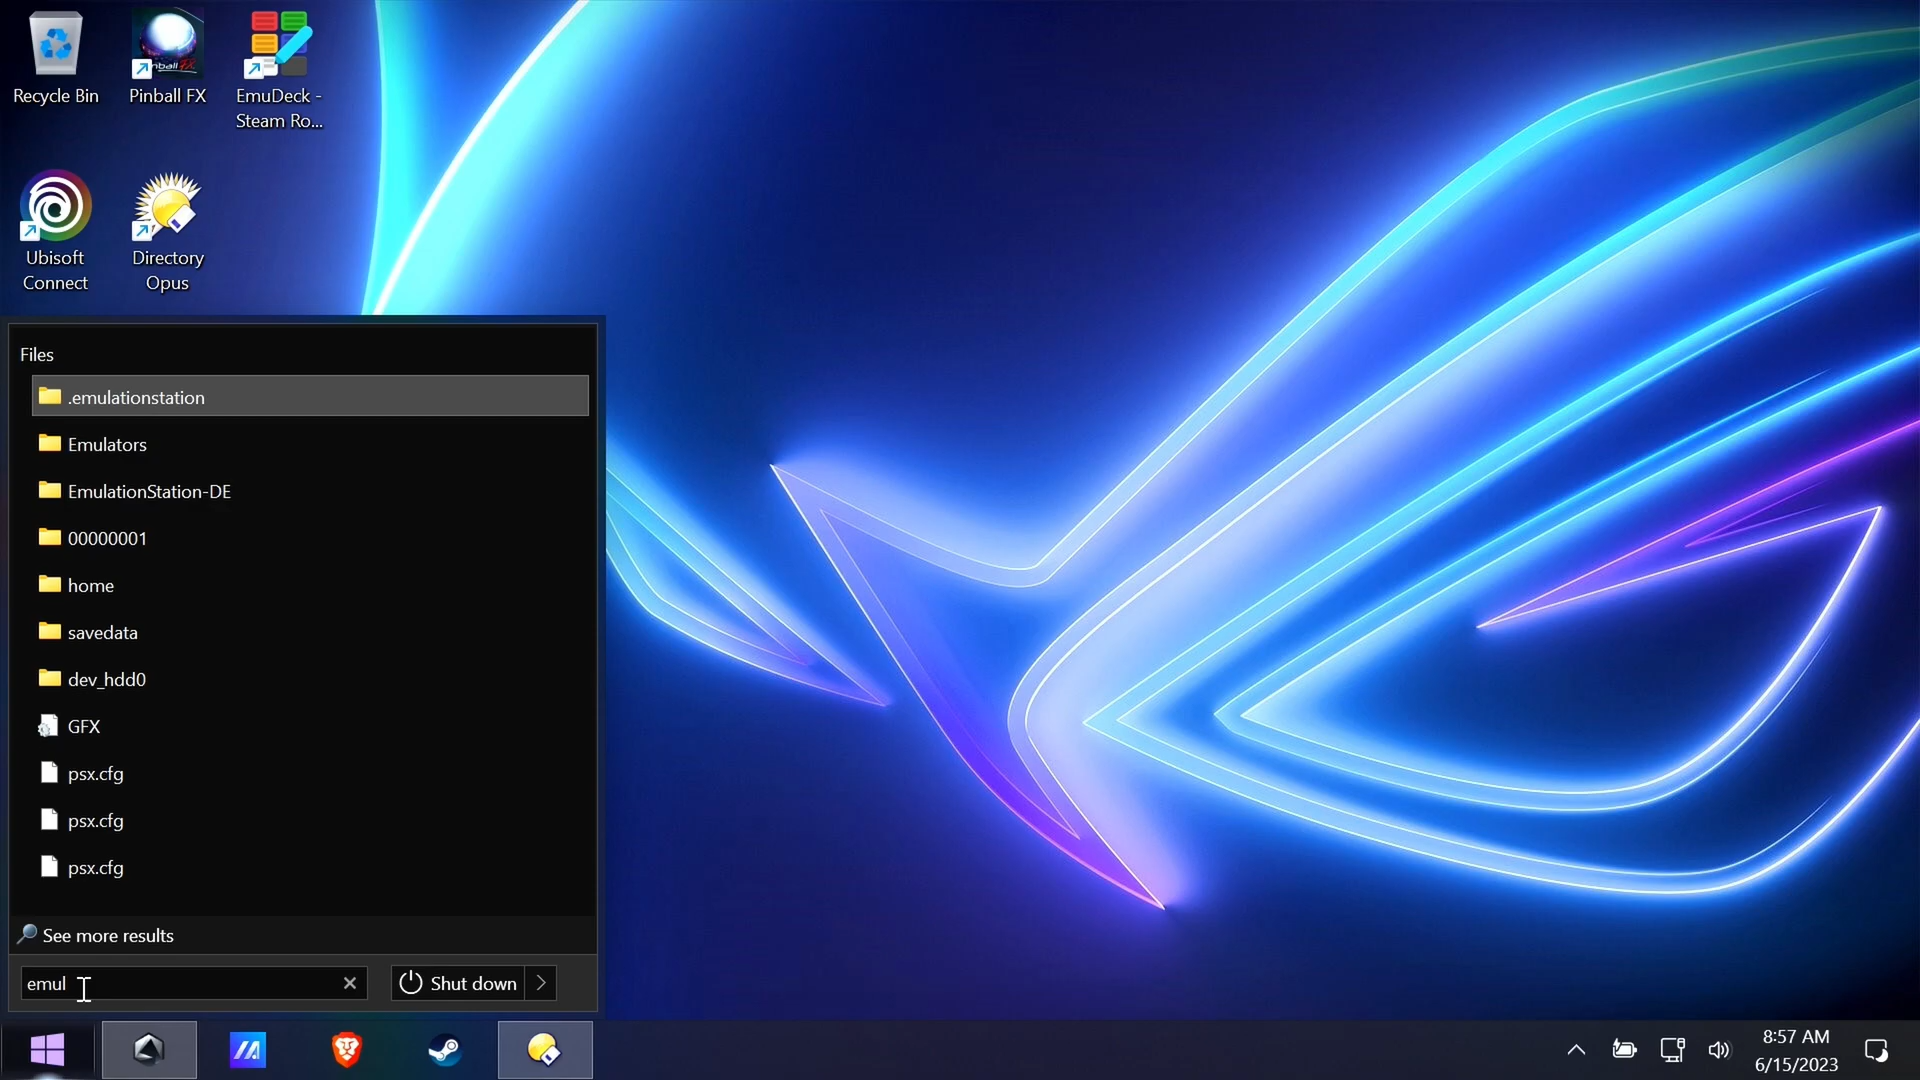 Recycle Bin
Pinball FX
EmuDeck -
Steam Ro...
Ubisoft
Connect
Directory
Opus
Files
.emulationstation
Emulators
EmulationStation-DE
00000001
home
savedata
dev_hdd0
GFX
psx.cfg
psx.cfg
psx.cfg
See more results
emul
Shut down
8:57 AM
6/15/2023